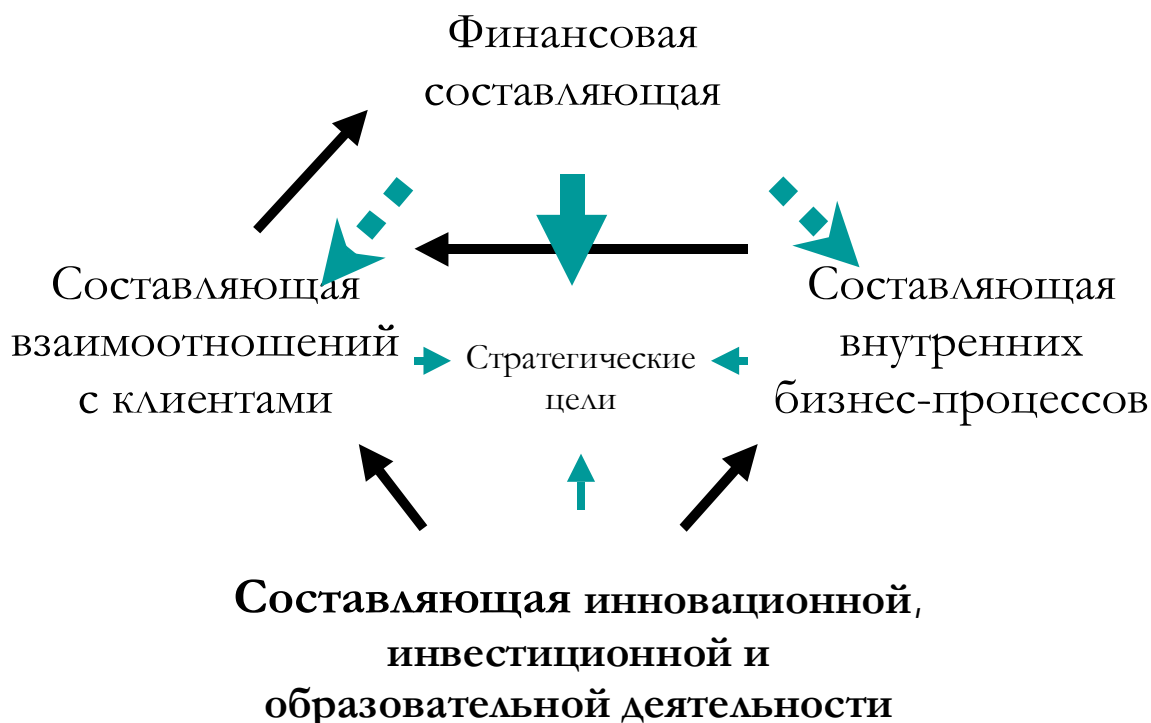 Финансовая
составляющая
Составляющая
взаимоотношений
с клиентами
Стратегические
цели
Составляющая
внутренних
бизнес-процессов
Составляющая инновационной,
инвестиционной и
образовательной деятельности